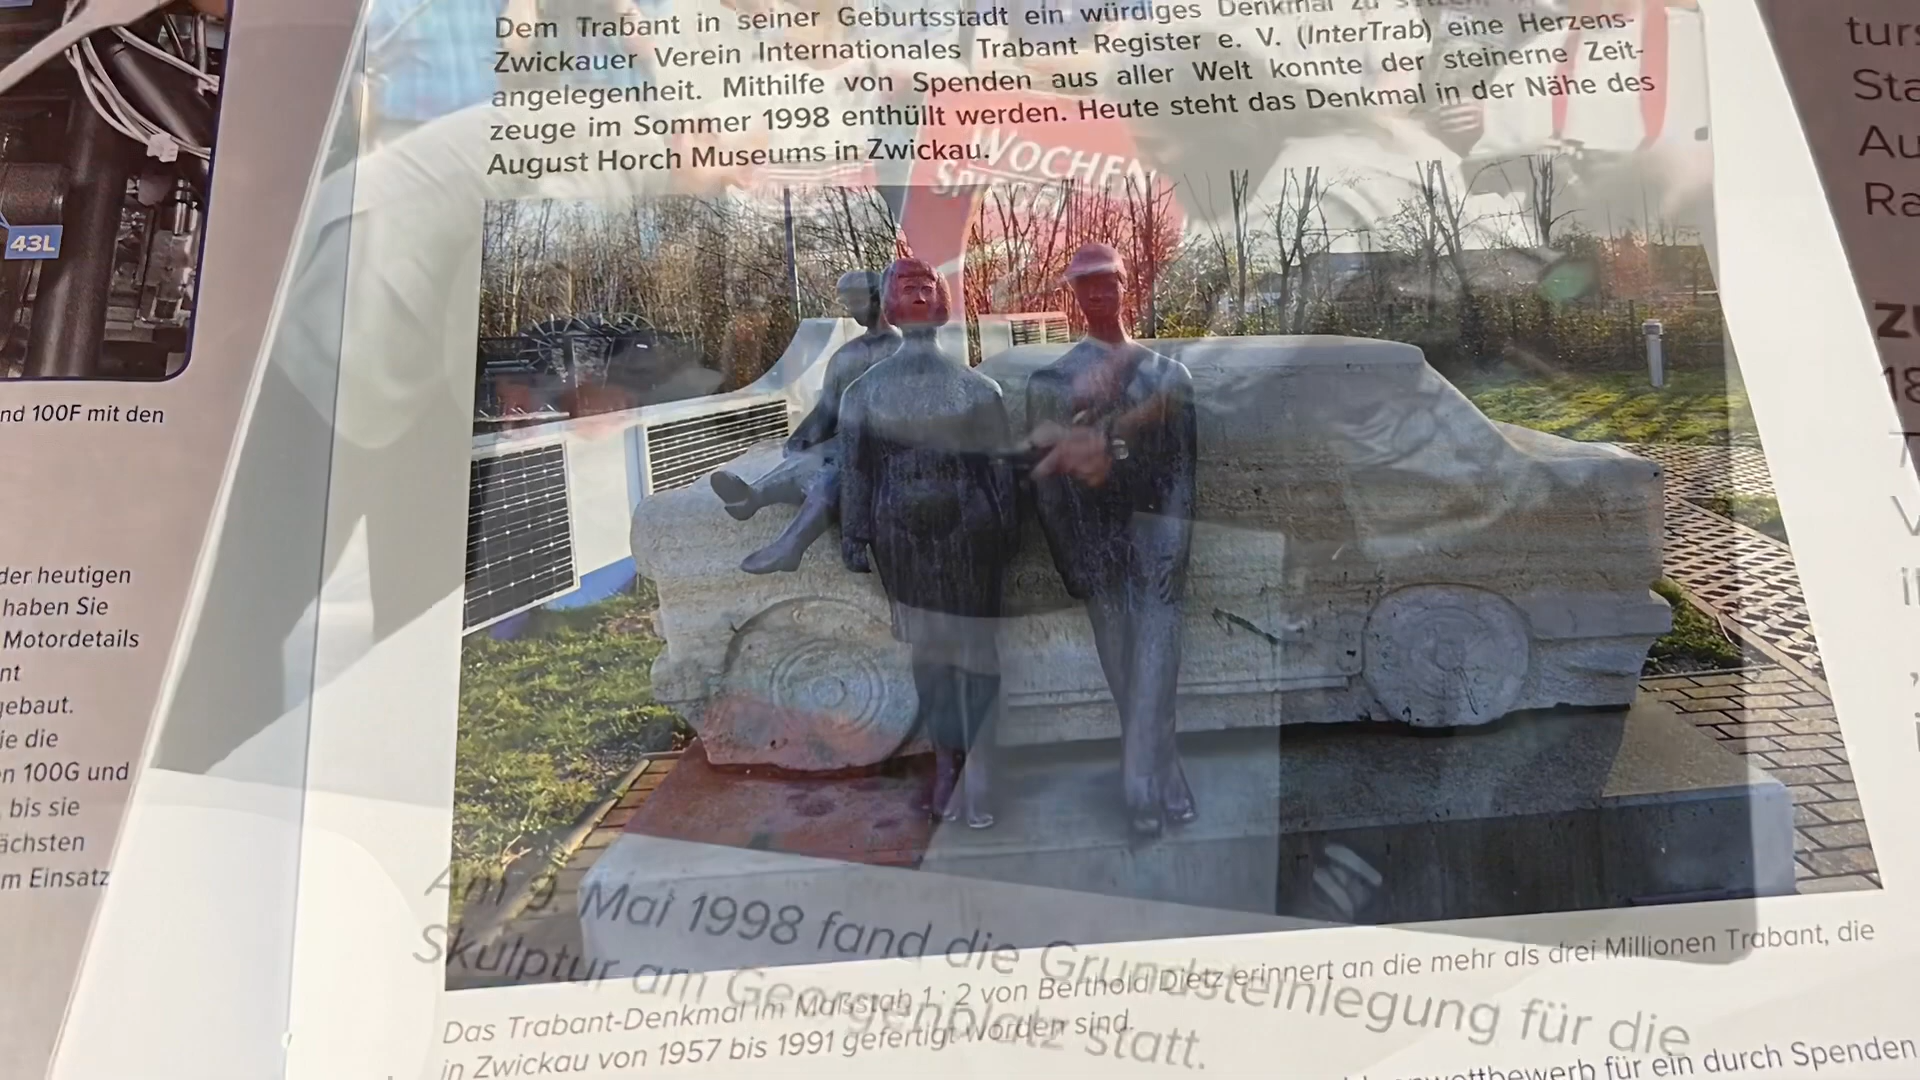 Dem Trabant in seiner Geburtsstadt ein würdiges Denkmal zu
Zwickauer Verein Internationales Trabant Register e. V. (InterTrab) eine Herzens-
angelegenheit. Mithilfe von Spenden aus aller Welt konnte der steinerne Zeit-
zeuge im Sommer 1998 enthüllt werden. Heute steht das Denkmal in der Nähe des
August Horch Museums in Zwickau.
WOCHEN
SPIEGEL
43L
nd 100F mit den
der heutigen
haben Sie
Motordetails
nt
gebaut.
ie die
n 100G und
bis sie
ächsten
m Einsatz
Am 9. Mai 1998 fand die Grundsteinlegung für die
Skulptur am Georgenplatz statt.
Das Trabant-Denkmal im Maßstab 1 : 2 von Berthold Dietz erinnert an die mehr als drei Millionen Trabant, die
in Zwickau von 1957 bis 1991 gefertigt worden sind.
für ein durch Spenden
turs
Sta
Au
Ra
zu
18